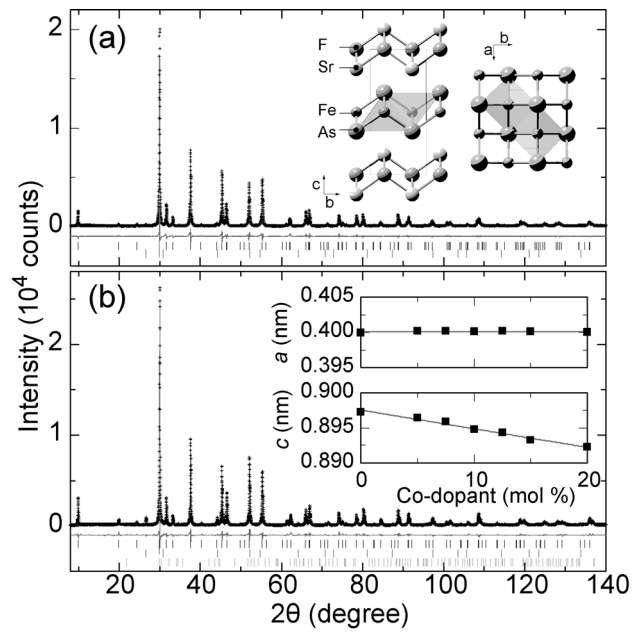 (a)
F
Sr
Fe
As
c
b
b
a
2
1
0
Intensity (10⁴ counts)
(b)
2
1
0
0.405
0.400
0.395
a (nm)
0.900
0.895
0.890
c (nm)
0 10 20
Co-dopant (mol %)
20 40 60 80 100 120 140
2θ (degree)